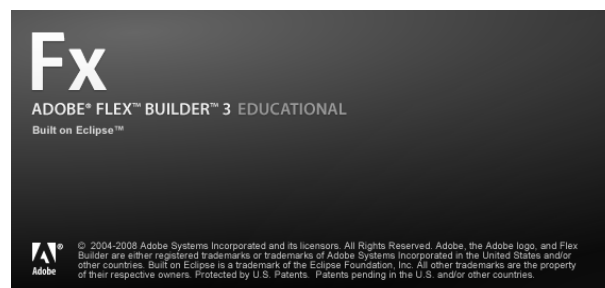 Fx
ADOBE® FLEX™ BUILDER™ 3 EDUCATIONAL
Built on Eclipse™
© 2004-2008 Adobe Systems Incorporated and its licensors. All Rights Reserved. Adobe, the Adobe logo, and Flex
Builder are either registered trademarks or trademarks of Adobe Systems Incorporated in the United States and/or
other countries. Built on Eclipse is a trademark of the Eclipse Foundation, Inc. All other trademarks are the property
of their respective owners. Protected by U.S. Patents. Patents pending in the U.S. and/or other countries.
®
Adobe